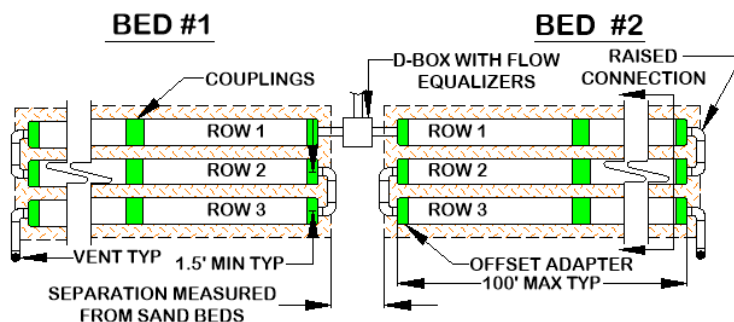 BED #1
BED #2
COUPLINGS
D-BOX WITH FLOW
EQUALIZERS
RAISED
CONNECTION
ROW 1
ROW 1
ROW 2
ROW 2
ROW 3
ROW 3
VENT TYP
1.5' MIN TYP
OFFSET ADAPTER
100' MAX TYP
SEPARATION MEASURED
FROM SAND BEDS